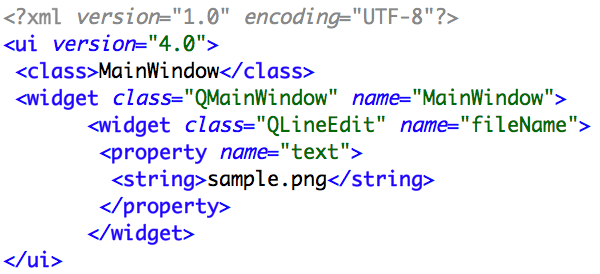 <?xml version="1.0" encoding="UTF-8"?>
<ui version="4.0">
<class>MainWindow</class>
<widget class="QMainWindow" name="MainWindow">
<widget class="QLineEdit" name="fileName">
<property name="text">
<string>sample.png</string>
</property>
</widget>
</ui>